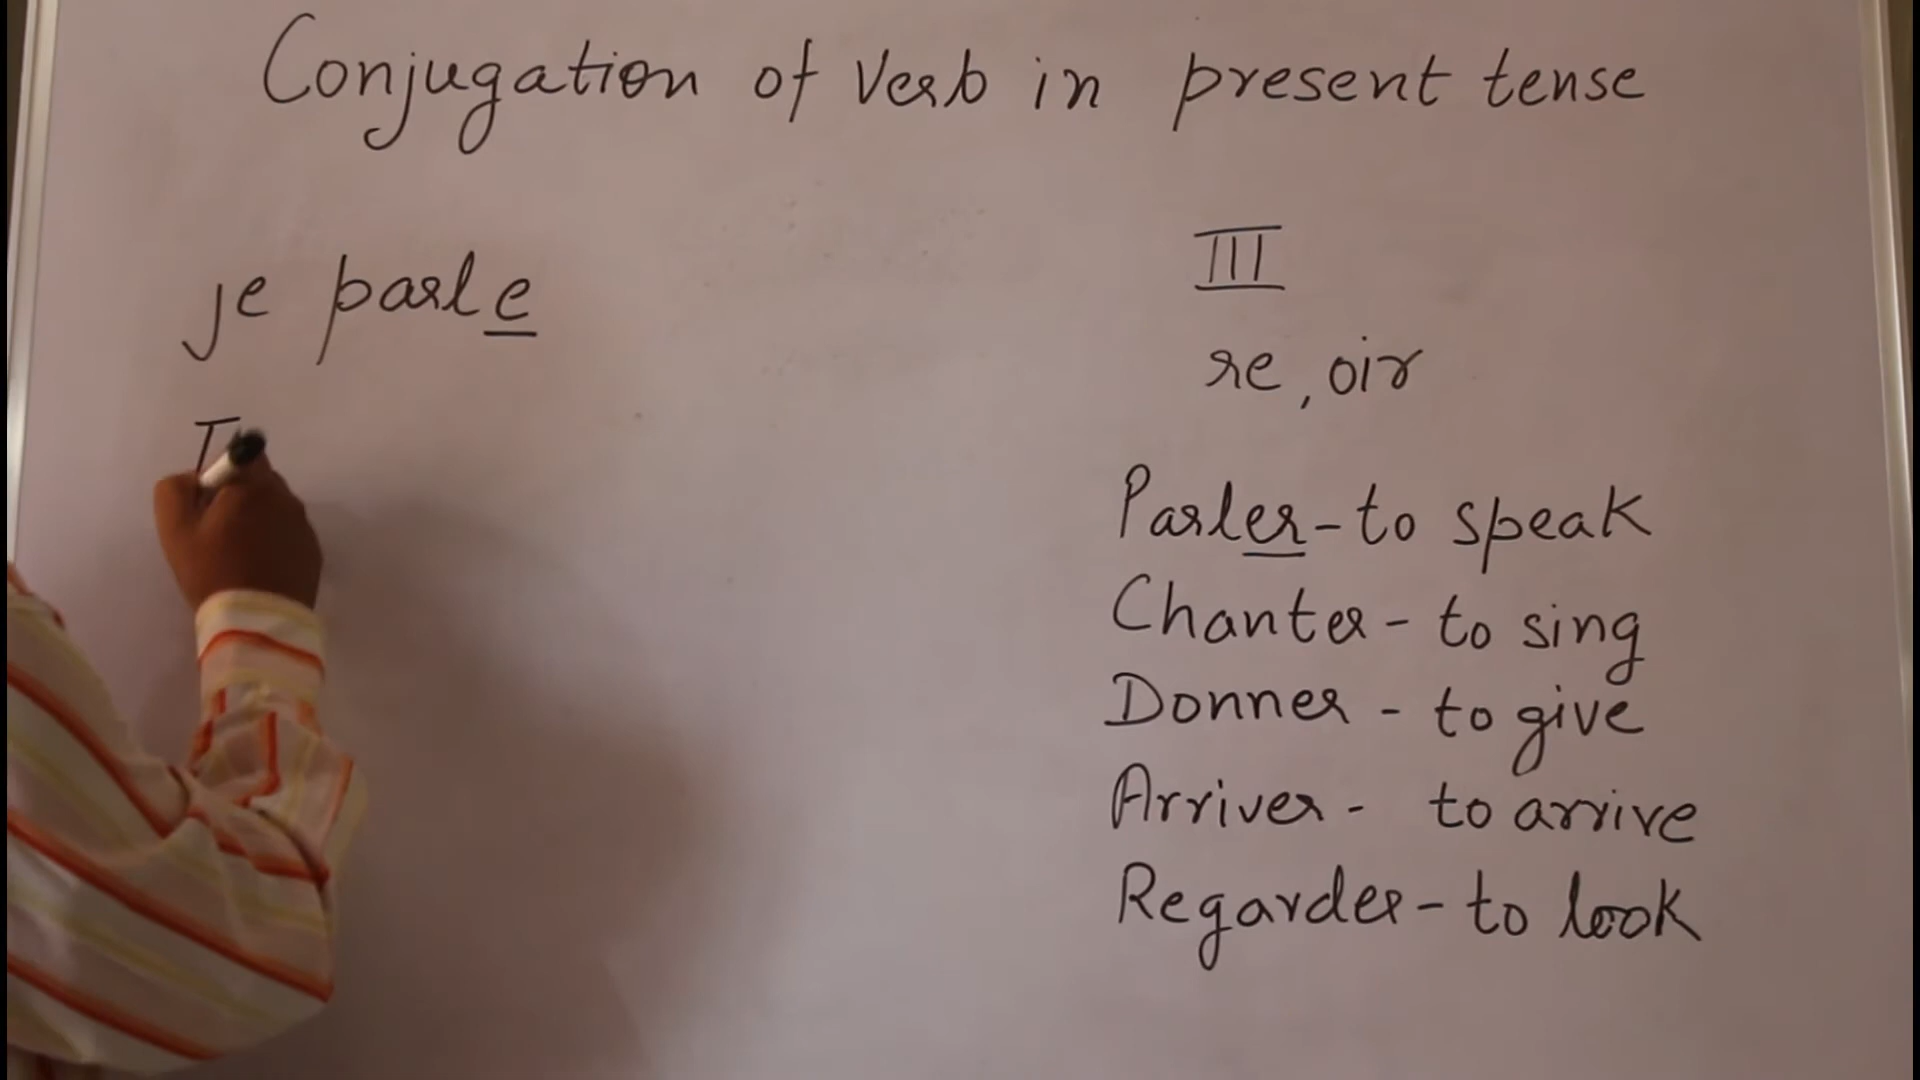 Conjugation of Verb in present tense
je parle
T
III
re, oir
Parler - to speak
Chanter - to sing
Donner - to give
Arriver - to arrive
Regarder - to look